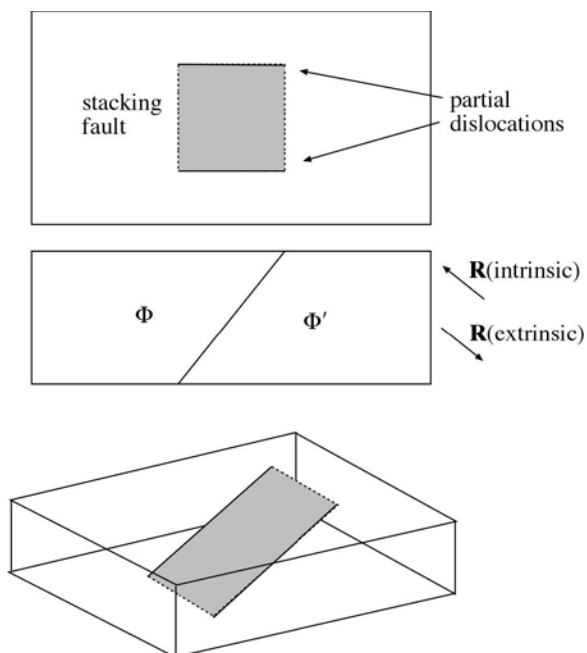 stacking
fault
partial
dislocations
R(intrinsic)
Φ
Φ′
R(extrinsic)